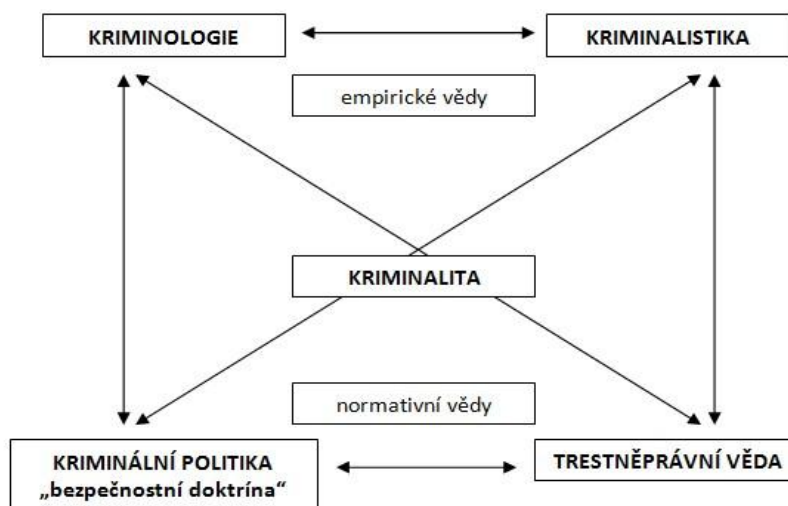 KRIMINOLOGIE
KRIMINALISTIKA
empirické vědy
KRIMINALITA
normativní vědy
KRIMINÁLNÍ POLITIKA
„bezpečnostní doktrína“
TRESTNĚPRÁVNÍ VĚDA